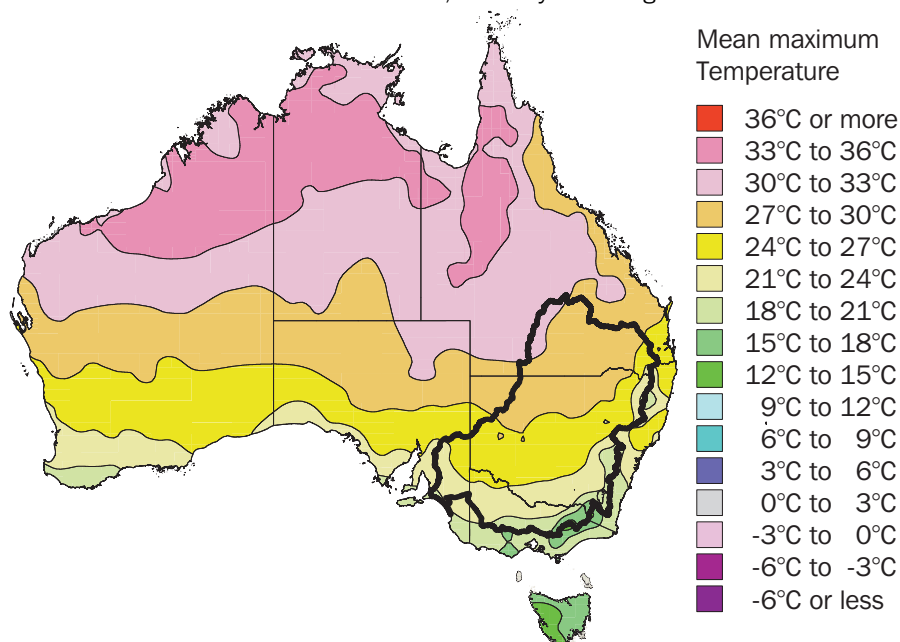 Mean maximum
Temperature
36°C or more
33°C to 36°C
30°C to 33°C
27°C to 30°C
24°C to 27°C
21°C to 24°C
18°C to 21°C
15°C to 18°C
12°C to 15°C
9°C to 12°C
6°C to 9°C
3°C to 6°C
0°C to 3°C
-3°C to 0°C
-6°C to -3°C
-6°C or less